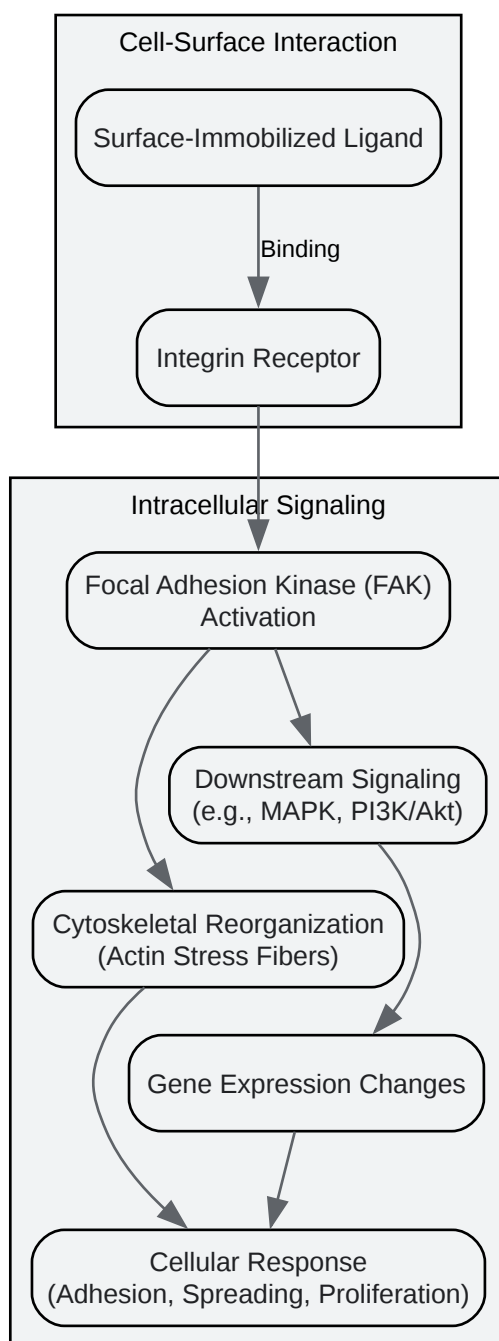 Cell-Surface Interaction
Surface-Immobilized Ligand
Binding
Integrin Receptor
Intracellular Signaling
Focal Adhesion Kinase (FAK)
Activation
Downstream Signaling
(e.g., MAPK, PI3K/Akt)
Cytoskeletal Reorganization
(Actin Stress Fibers)
Gene Expression Changes
Cellular Response
(Adhesion, Spreading, Proliferation)